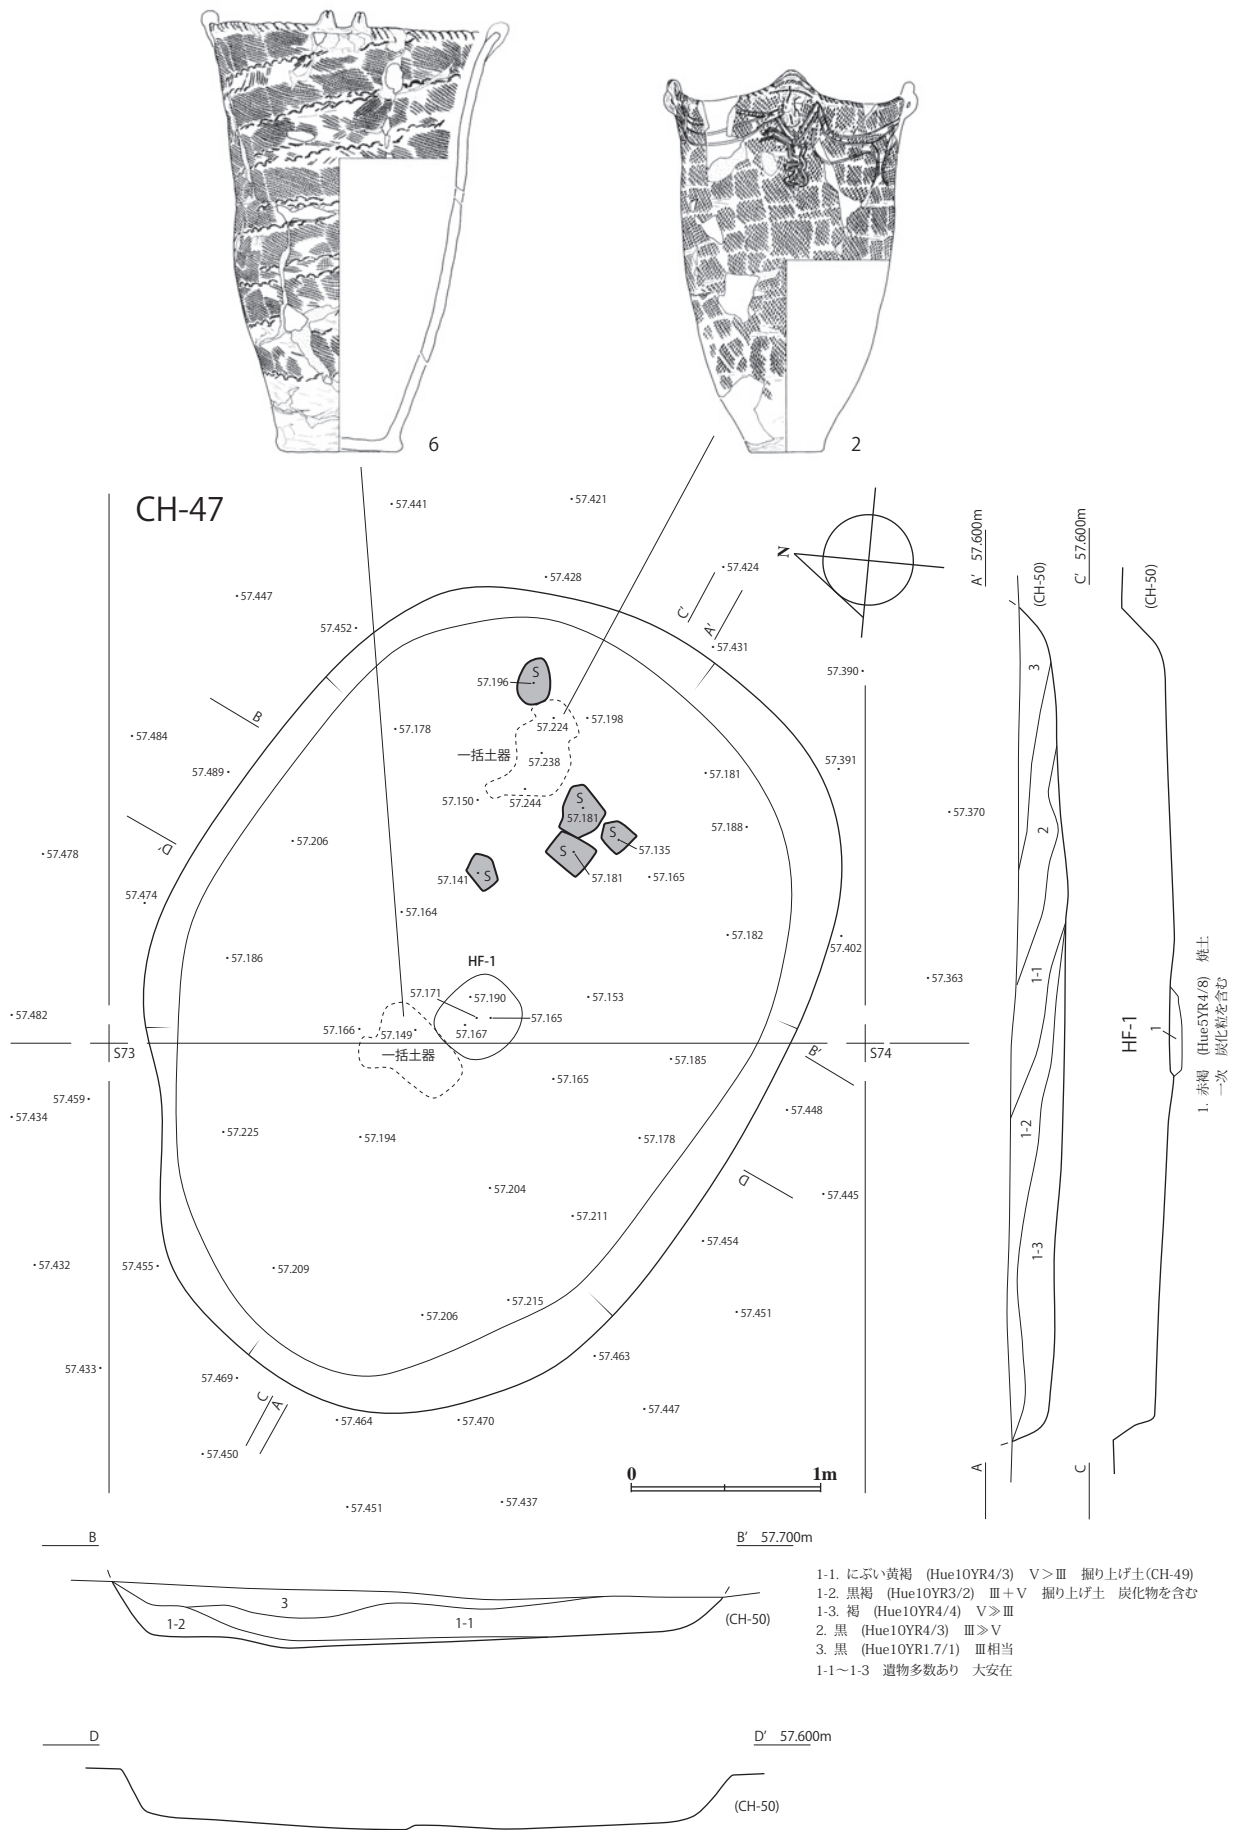 6
2
CH-47
57.441
57.421
57.424
57.428
57.447
57.452
57.431
57.390
C'
A'
N
A' 57.600m
(CH-50)
C' 57.600m
(CH-50)
B
57.484
57.489
57.196
S
57.178
57.224
57.198
一括土器
57.238
57.181
57.391
57.150
57.244
57.370
D'
57.478
57.206
S
57.181
57.188
S
57.135
S
57.181
57.165
57.141
S
57.474
57.164
57.186
57.182
57.402
HF-1
57.171
57.190
57.153
57.363
57.482
57.166
57.149
57.167
57.165
S73
一括土器
57.185
S74
B'
57.165
57.459
57.434
57.448
57.225
57.194
57.178
D
57.204
57.445
57.211
57.454
57.432
57.455
57.209
57.215
57.206
57.451
57.433
57.469
57.463
C
A
57.464
57.470
57.447
57.450
0 1m
57.451
57.437
3
2
1-1
1-2
1-3
A
C
HF-1
1
1. 赤褐 (Hue5YR4/8) 焼土
一次 炭化粒を含む
B
B' 57.700m
3
1-2
1-1
(CH-50)
1-1. にぶい黄褐 (Hue10YR4/3) Ⅴ>Ⅲ 掘り上げ土(CH-49)
1-2. 黒褐 (Hue10YR3/2) Ⅲ+Ⅴ 掘り上げ土 炭化物を含む
1-3. 褐 (Hue10YR4/4) Ⅴ≫Ⅲ
2. 黒 (Hue10YR4/3) Ⅲ≫Ⅴ
3. 黒 (Hue10YR1.7/1) Ⅲ相当
1-1~1-3 遺物多数あり 大安在
D
D' 57.600m
(CH-50)